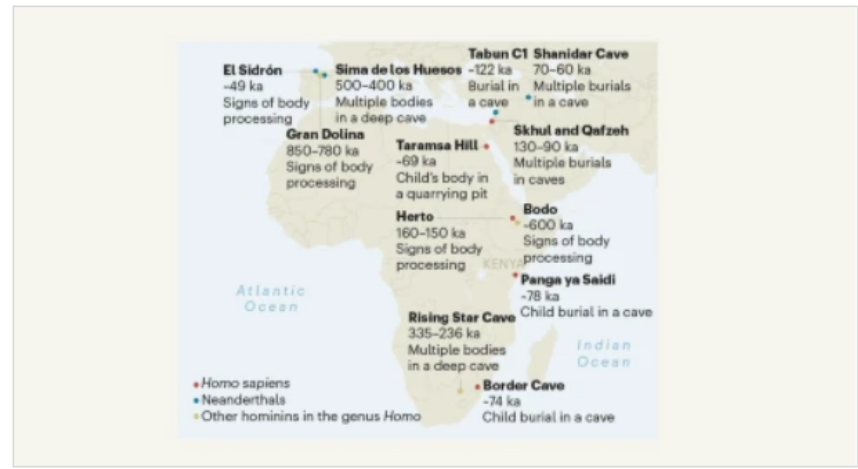 El Sidrón
~49 ka
Signs of body
processing
Sima de los Huesos
500–400 ka
Multiple bodies
in a deep cave
Tabun C1
~122 ka
Burial in
a cave
Shanidar Cave
70–60 ka
Multiple burials
in a cave
Gran Dolina
850–780 ka
Signs of body
processing
Taramsa Hill
~69 ka
Child's body in
a quarrying pit
Skhul and Qafzeh
130–90 ka
Multiple burials
in caves
Herto
160–150 ka
Signs of body
processing
Bodo
~600 ka
Signs of body
processing
KENYA
Panga ya Saidi
~78 ka
Child burial in a cave
Atlantic
Ocean
Rising Star Cave
335–236 ka
Multiple bodies
in a deep cave
Indian
Ocean
Border Cave
~74 ka
Child burial in a cave
Homo sapiens
Neanderthals
Other hominins in the genus Homo